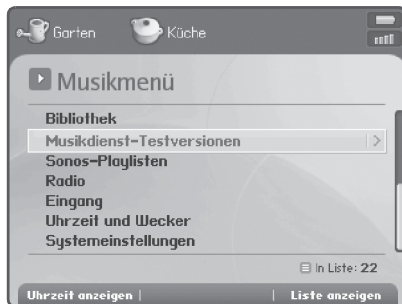 Garten Küche
Musikmenü
Bibliothek
Musikdienst-Testversionen
Sonos-Playlisten
Radio
Eingang
Uhrzeit und Wecker
Systemeinstellungen
In Liste: 22
Uhrzeit anzeigen Liste anzeigen